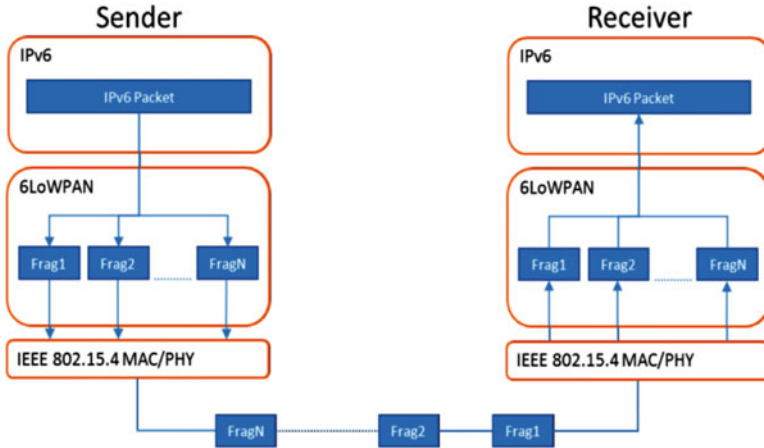 Sender
Receiver
IPv6
IPv6 Packet
6LoWPAN
Frag1
Frag2
FragN
IEEE 802.15.4 MAC/PHY
IPv6
IPv6 Packet
6LoWPAN
Frag1
Frag2
FragN
IEEE 802.15.4 MAC/PHY
FragN
Frag2
Frag1